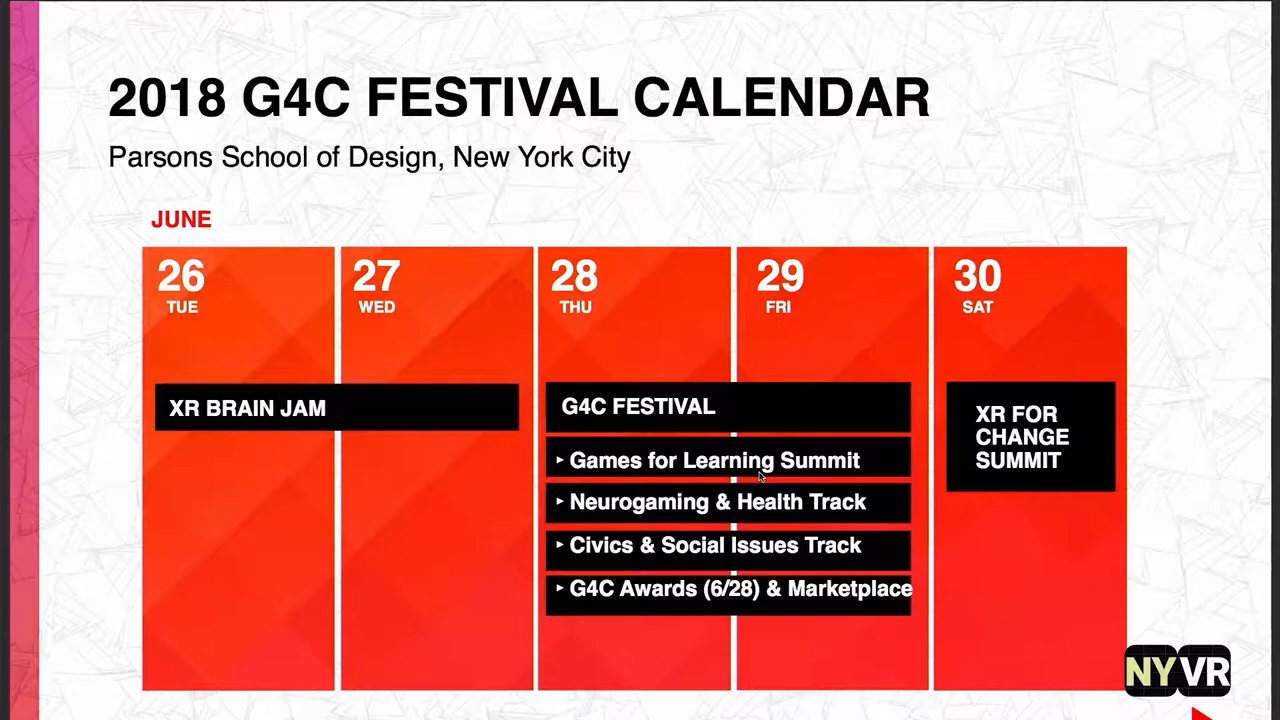 2018 G4C FESTIVAL CALENDAR
Parsons School of Design, New York City
JUNE
26
TUE
27
WED
28
THU
29
FRI
30
SAT
XR BRAIN JAM
G4C FESTIVAL
‣ Games for Learning Summit
‣ Neurogaming & Health Track
‣ Civics & Social Issues Track
‣ G4C Awards (6/28) & Marketplace
XR FOR
CHANGE
SUMMIT
NYVR